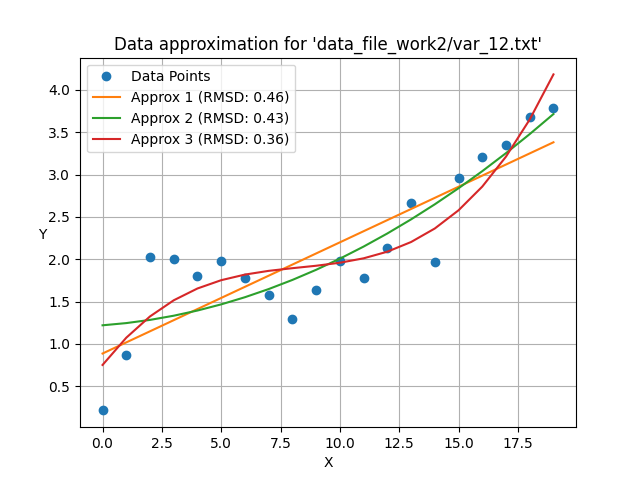 Data approximation for 'data_file_work2/var_12.txt'
Data Points
Approx 1 (RMSD: 0.46)
Approx 2 (RMSD: 0.43)
Approx 3 (RMSD: 0.36)
4.0
3.5
3.0
2.5
Y
2.0
1.5
1.0
0.5
0.0 2.5 5.0 7.5 10.0 12.5 15.0 17.5
X